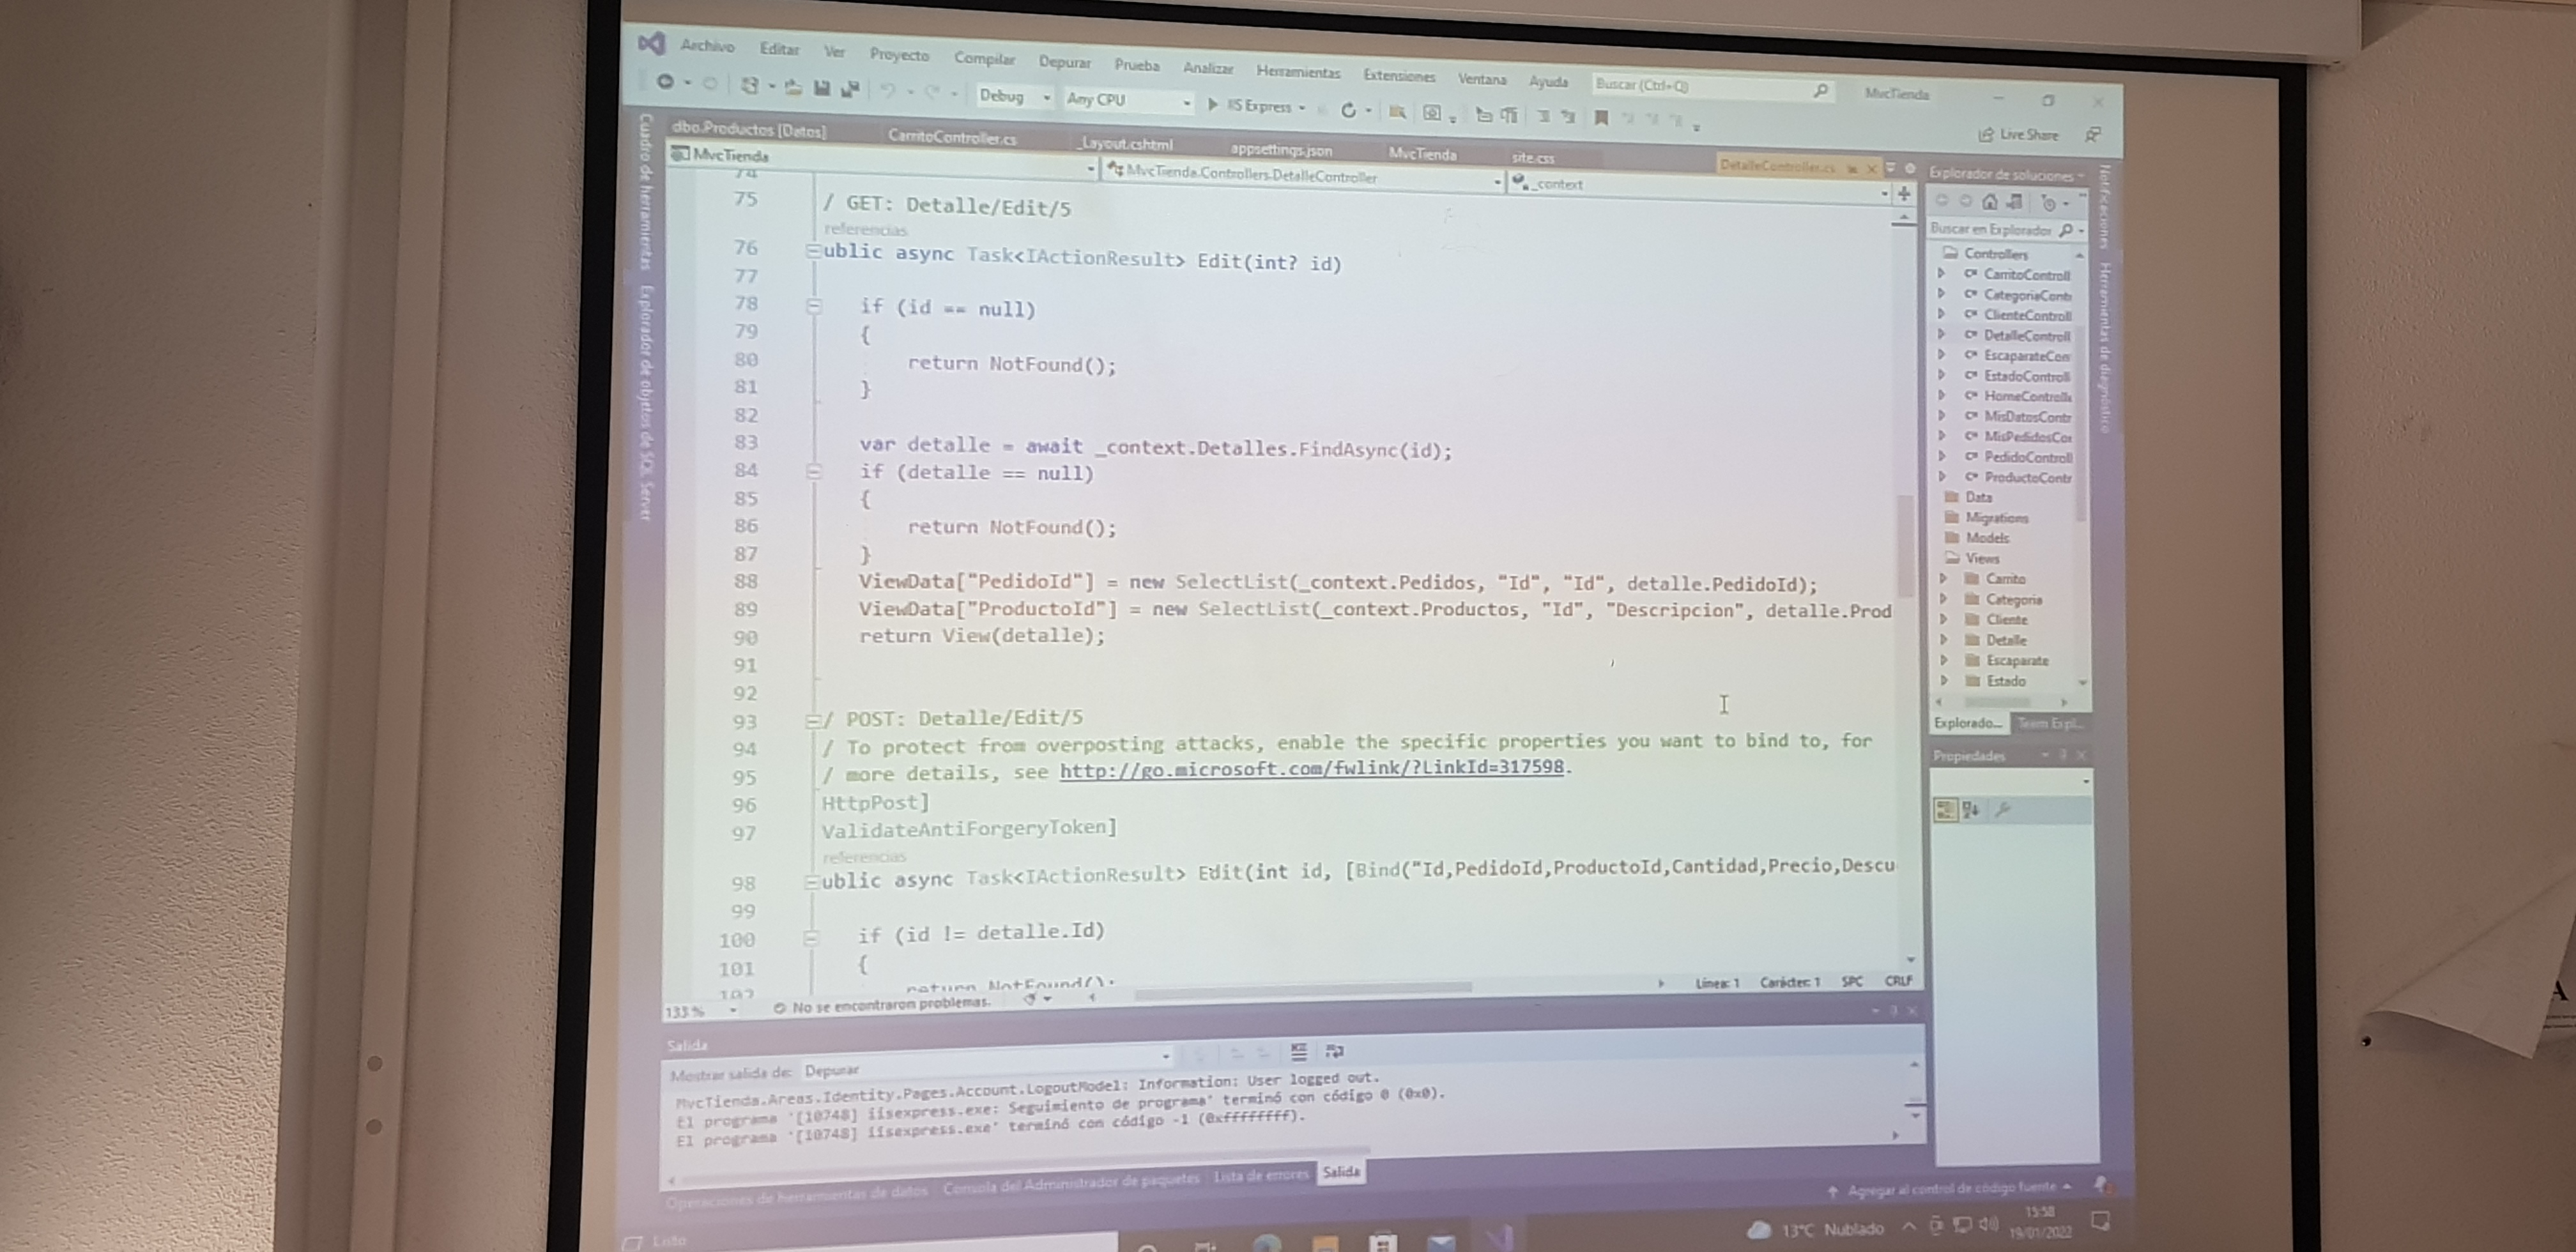 Archivo Editar Ver Proyecto Compilar Depurar Prueba Analizar Herramientas Extensiones Ventana Ayuda Buscar (Ctrl+Q) MvcTienda
Debug Any CPU IIS Express Live Share
dbo.Productos [Datos] CarritoController.cs _Layout.cshtml appsettings.json MvcTienda site.css DetalleController.cs
MvcTienda MvcTienda.Controllers.DetalleController _context
74
75 / GET: Detalle/Edit/5
referencias
76 ublic async Task<IActionResult> Edit(int? id)
77
78 if (id == null)
79 {
80 return NotFound();
81 }
82
83 var detalle = await _context.Detalles.FindAsync(id);
84 if (detalle == null)
85 {
86 return NotFound();
87 }
88 ViewData["PedidoId"] = new SelectList(_context.Pedidos, "Id", "Id", detalle.PedidoId);
89 ViewData["ProductoId"] = new SelectList(_context.Productos, "Id", "Descripcion", detalle.Prod
90 return View(detalle);
91
92
93 / POST: Detalle/Edit/5
94 / To protect from overposting attacks, enable the specific properties you want to bind to, for
95 / more details, see http://go.microsoft.com/fwlink/?LinkId=317598.
96 HttpPost]
97 ValidateAntiForgeryToken]
referencias
98 ublic async Task<IActionResult> Edit(int id, [Bind("Id,PedidoId,ProductoId,Cantidad,Precio,Descu
99
100 if (id != detalle.Id)
101 {
102 return NotFound();
133 % No se encontraron problemas. Línea: 1 Carácter: 1 SPC CRLF
Cuadro de herramientas
Explorador de objetos de SQL Server
Explorador de soluciones
Buscar en Explorador
Controllers
C# CarritoControll
C# CategoriaContr
C# ClienteControll
C# DetalleControll
C# EscaparateCon
C# EstadoControll
C# HomeControlle
C# MisDatosContr
C# MisPedidosCon
C# PedidoControll
C# ProductoContr
Data
Migrations
Models
Views
Carrito
Categoria
Cliente
Detalle
Escaparate
Estado
Explorado... Team Expl...
Propiedades
Notificaciones
Herramientas de diagnóstico
Salida
Mostrar salida de: Depurar
MvcTienda.Areas.Identity.Pages.Account.LogoutModel: Information: User logged out.
El programa '[10748] iisexpress.exe: Seguimiento de programa' terminó con código 0 (0x0).
El programa '[10748] iisexpress.exe' terminó con código -1 (0xffffffff).
Operaciones de herramientas de datos Consola del Administrador de paquetes Lista de errores Salida
Listo Agregar al control de código fuente
13°C Nublado 15:58
19/01/2022